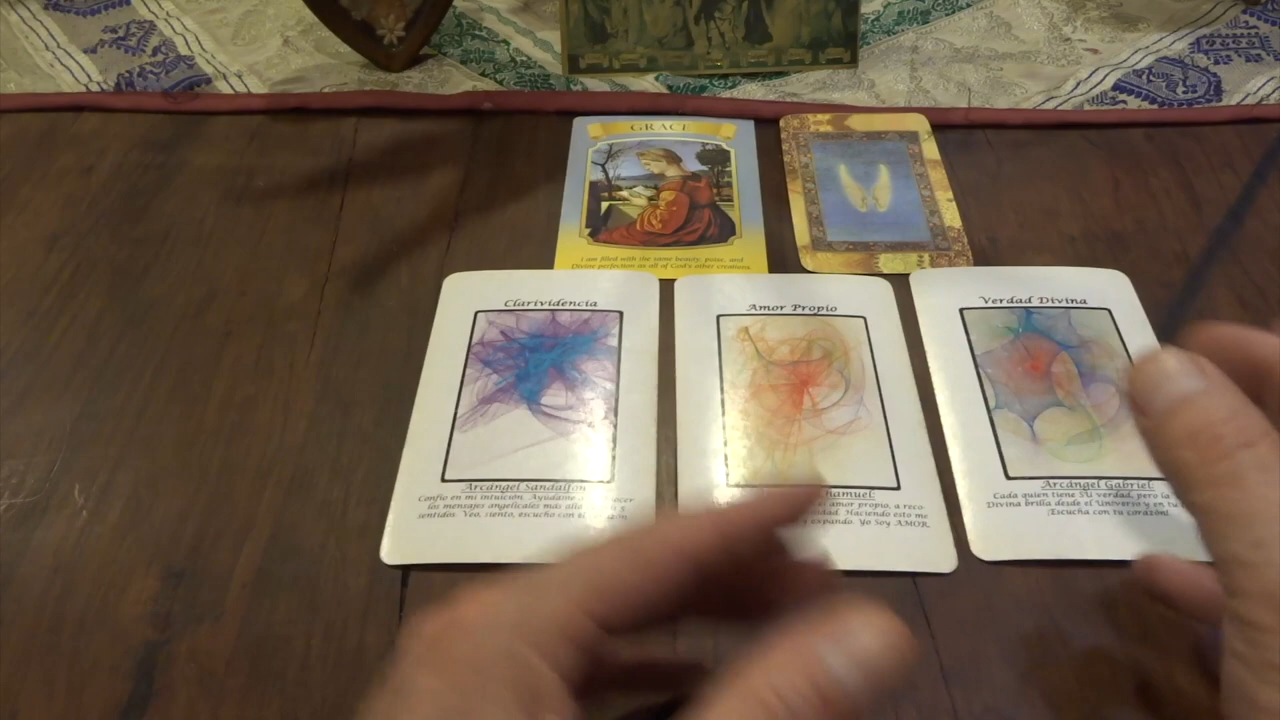 GRACE
I am filled with the same beauty, poise, and
Divine perfection as all of God's other creations.
Clarividencia
Arcángel Sandalfon
Confío en mi intuición. Ayúdame a
los mensajes angelicales más allá
sentidos. Veo, siento, escucho con
Amor Propio
amor propio, a reco-
Haciendo esto me
expando. Yo Soy AMOR.
Verdad Divina
Arcángel Gabriel:
Cada quien tiene SU verdad, pero la
Divina brilla desde el Universo y en tu
¡Escucha con tu corazón!